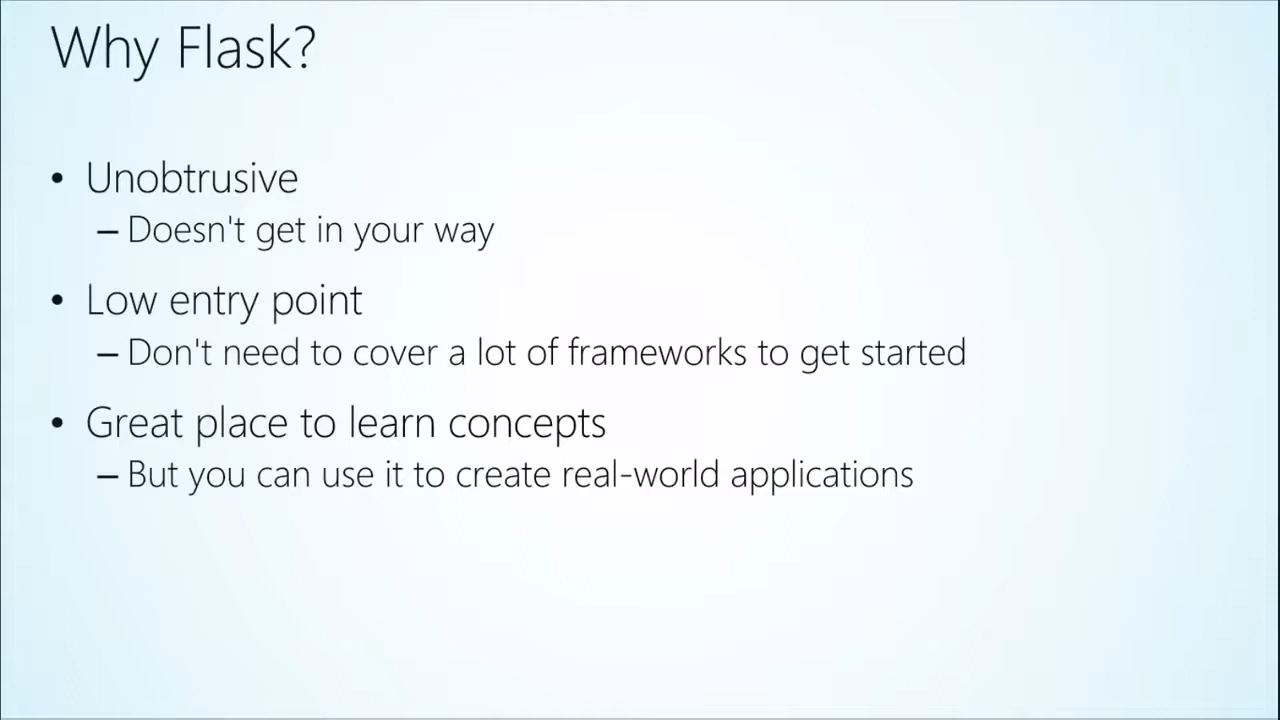 Why Flask?
• Unobtrusive
– Doesn't get in your way
• Low entry point
– Don't need to cover a lot of frameworks to get started
• Great place to learn concepts
– But you can use it to create real-world applications